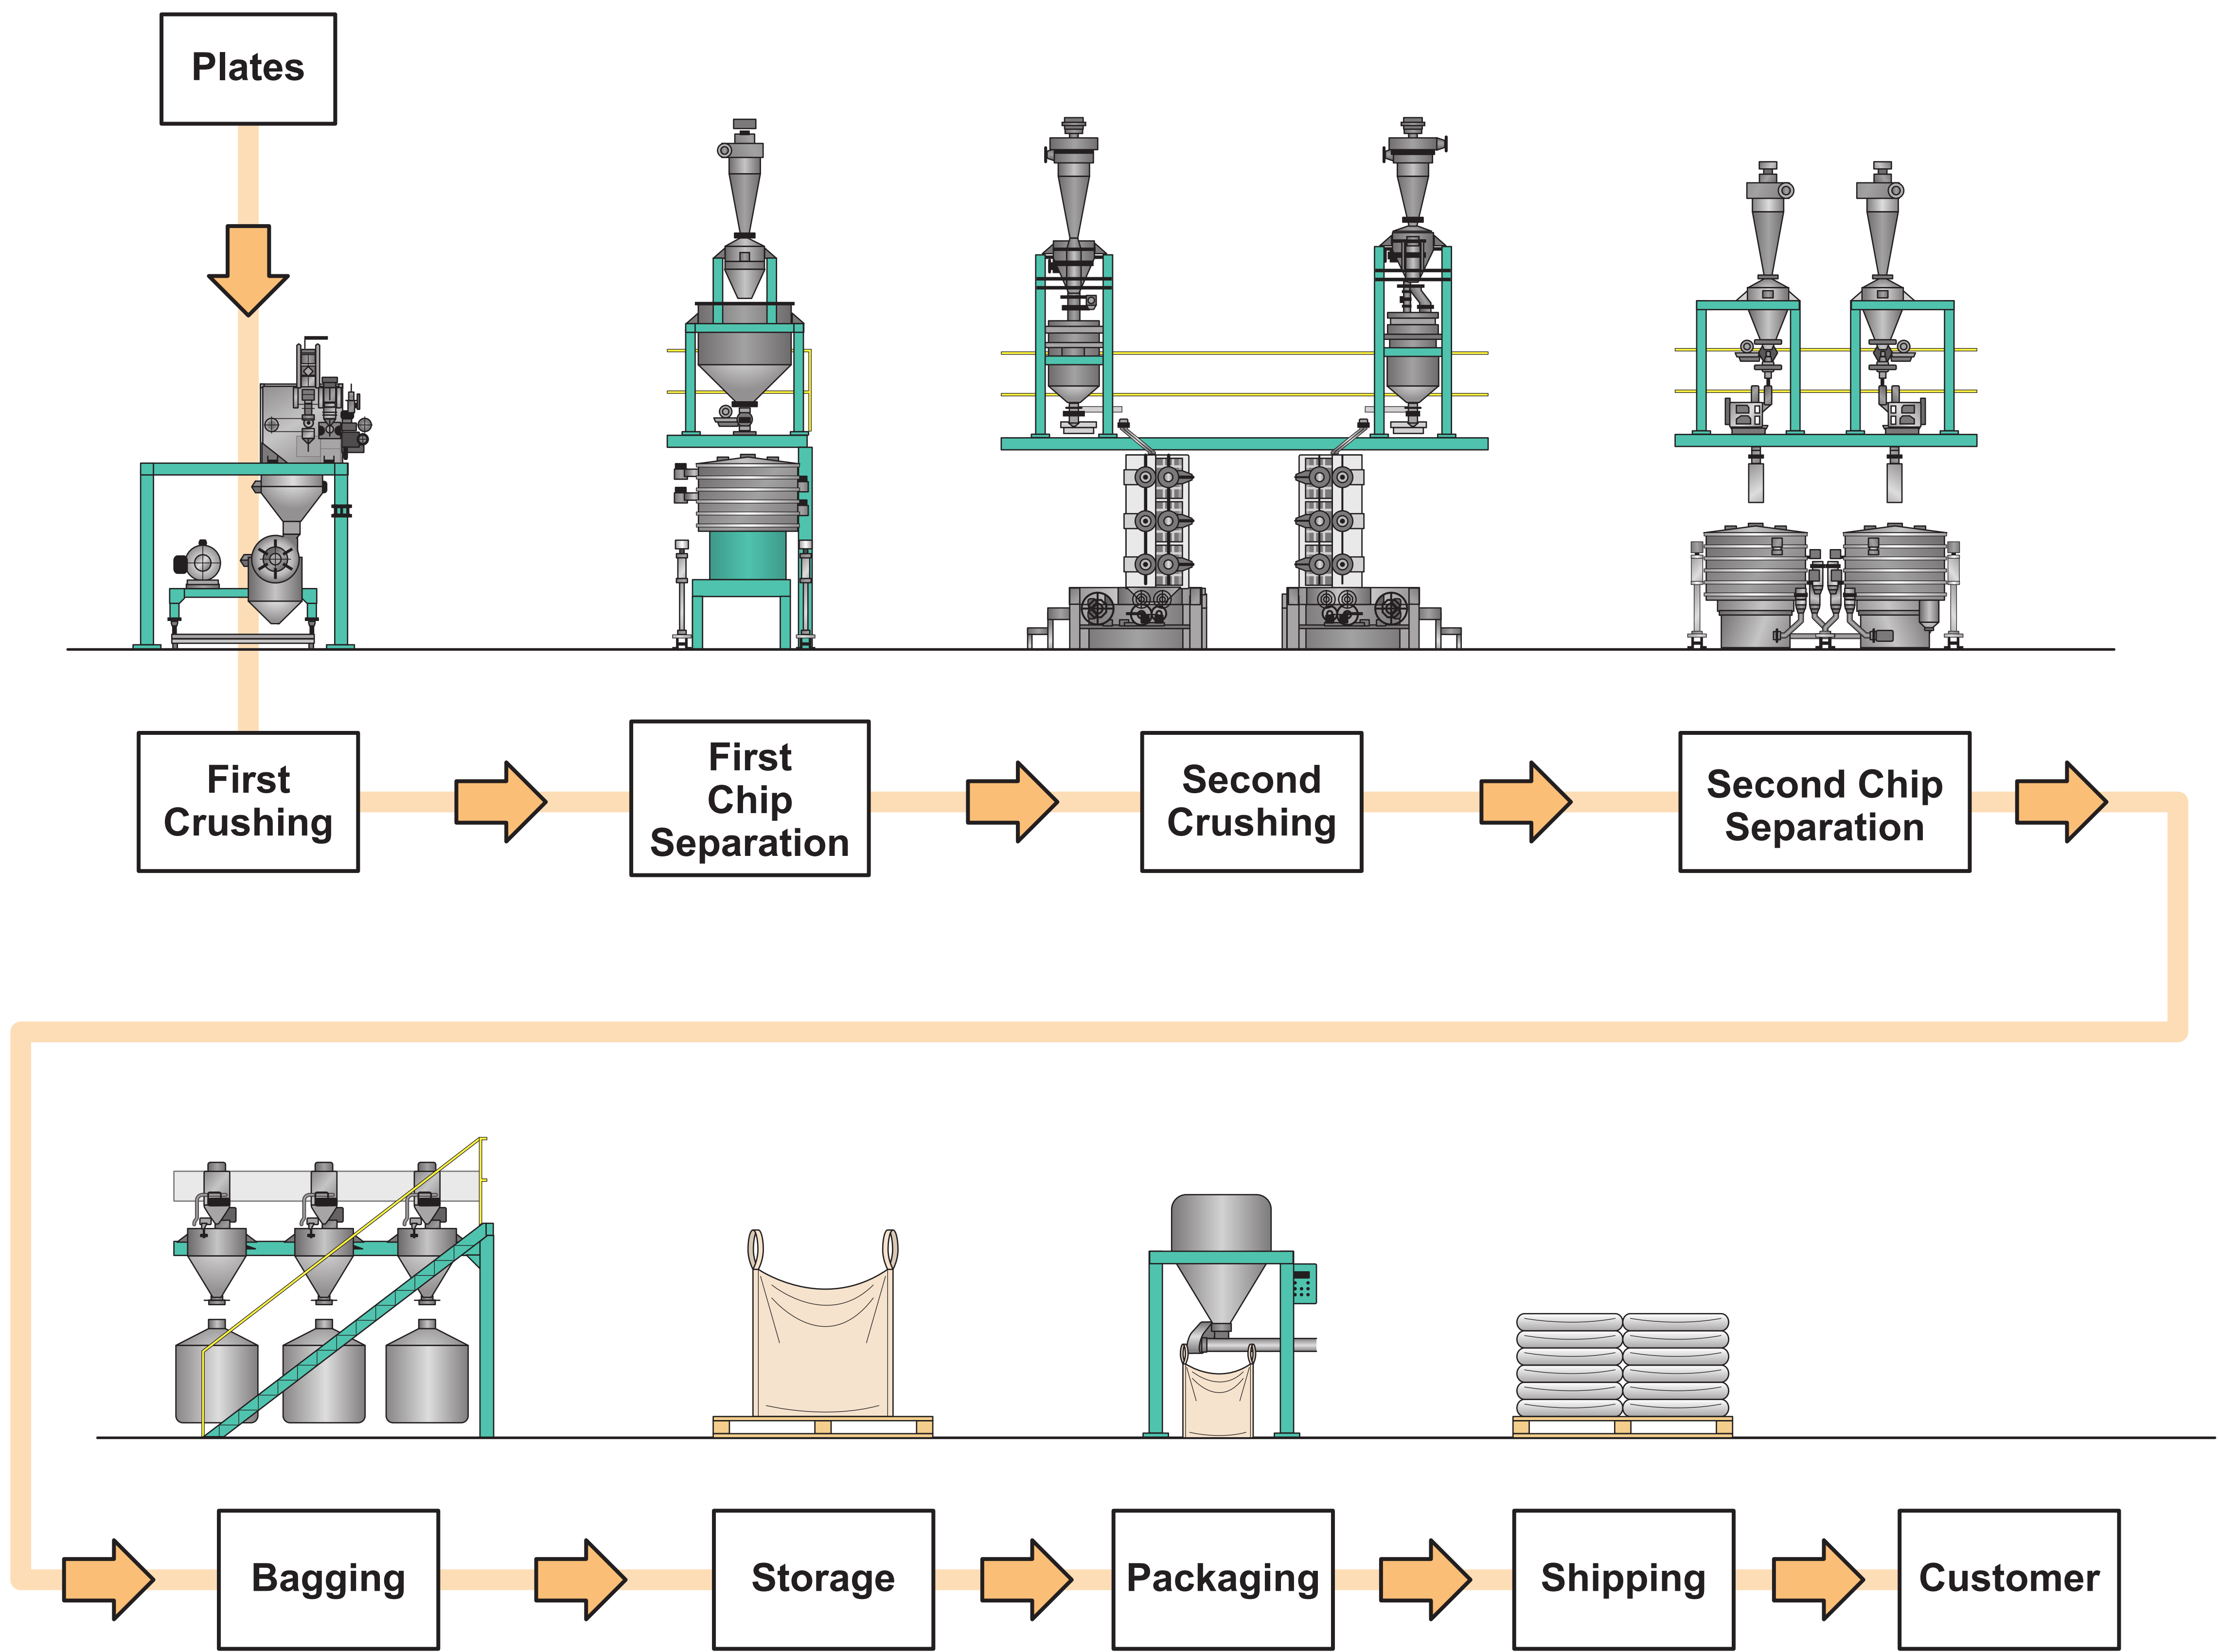 Plates
First
Crushing
First
Chip
Separation
Second
Crushing
Second Chip
Separation
Bagging
Storage
Packaging
Shipping
Customer